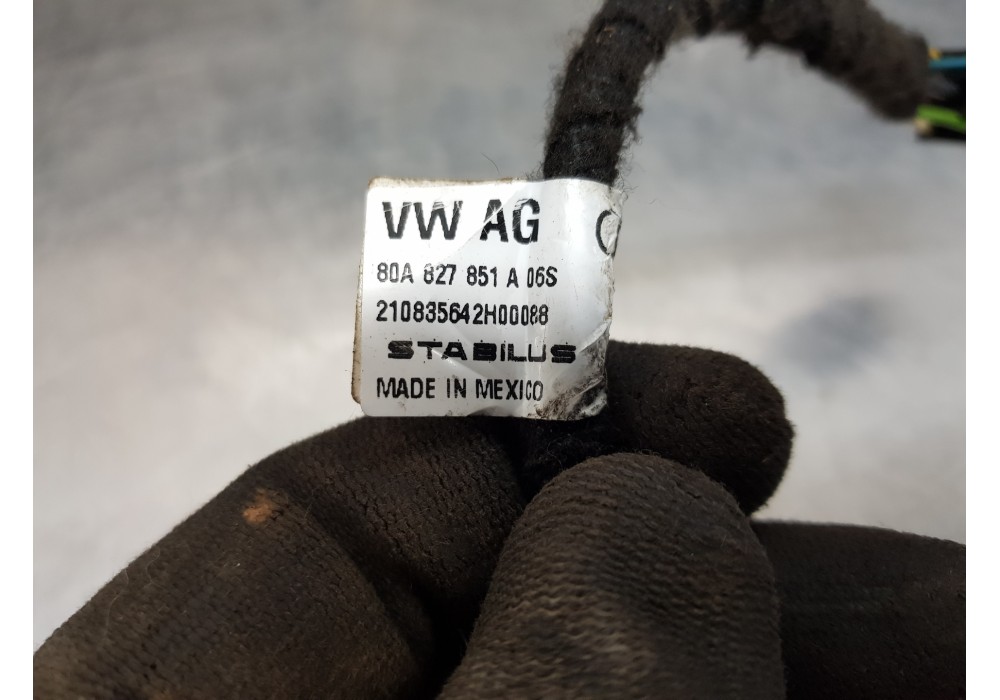 VW AG
80A 827 851 A 06S
210835642H00088
STABILUS
MADE IN MEXICO